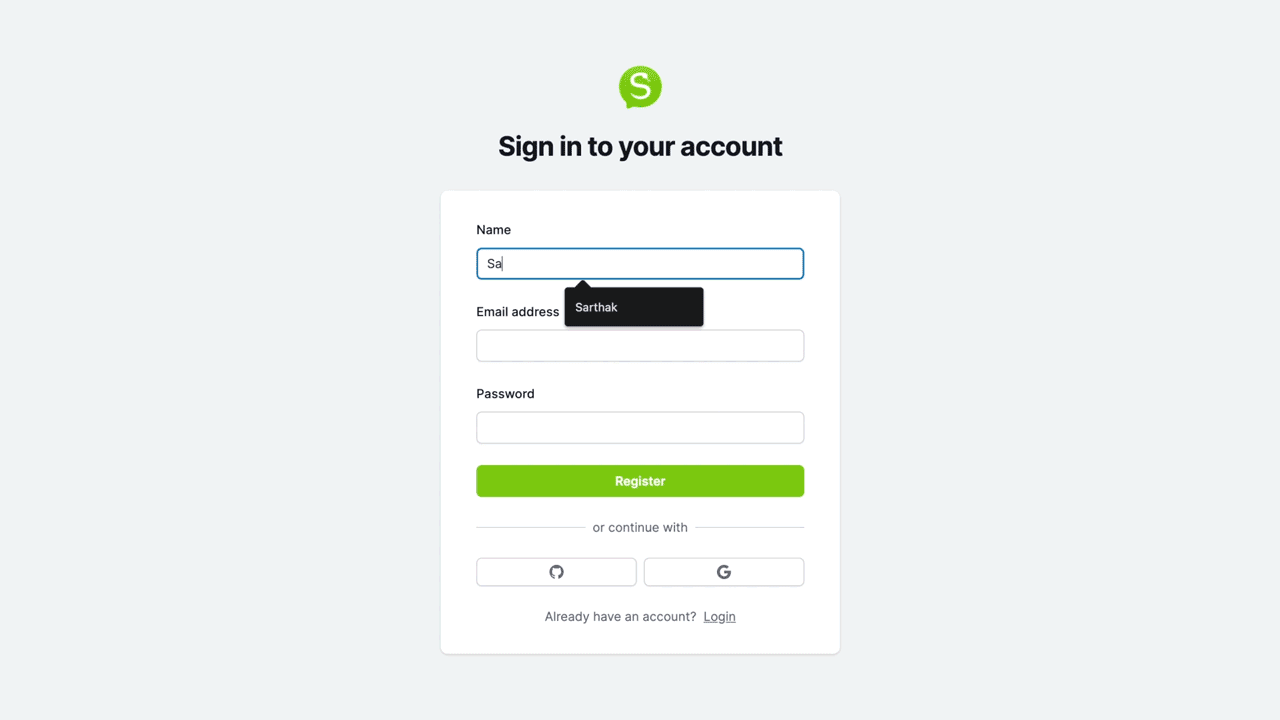 S
Sign in to your account
Name
Sa
Sarthak
Email address
Password
Register
or continue with
G
Already have an account? Login